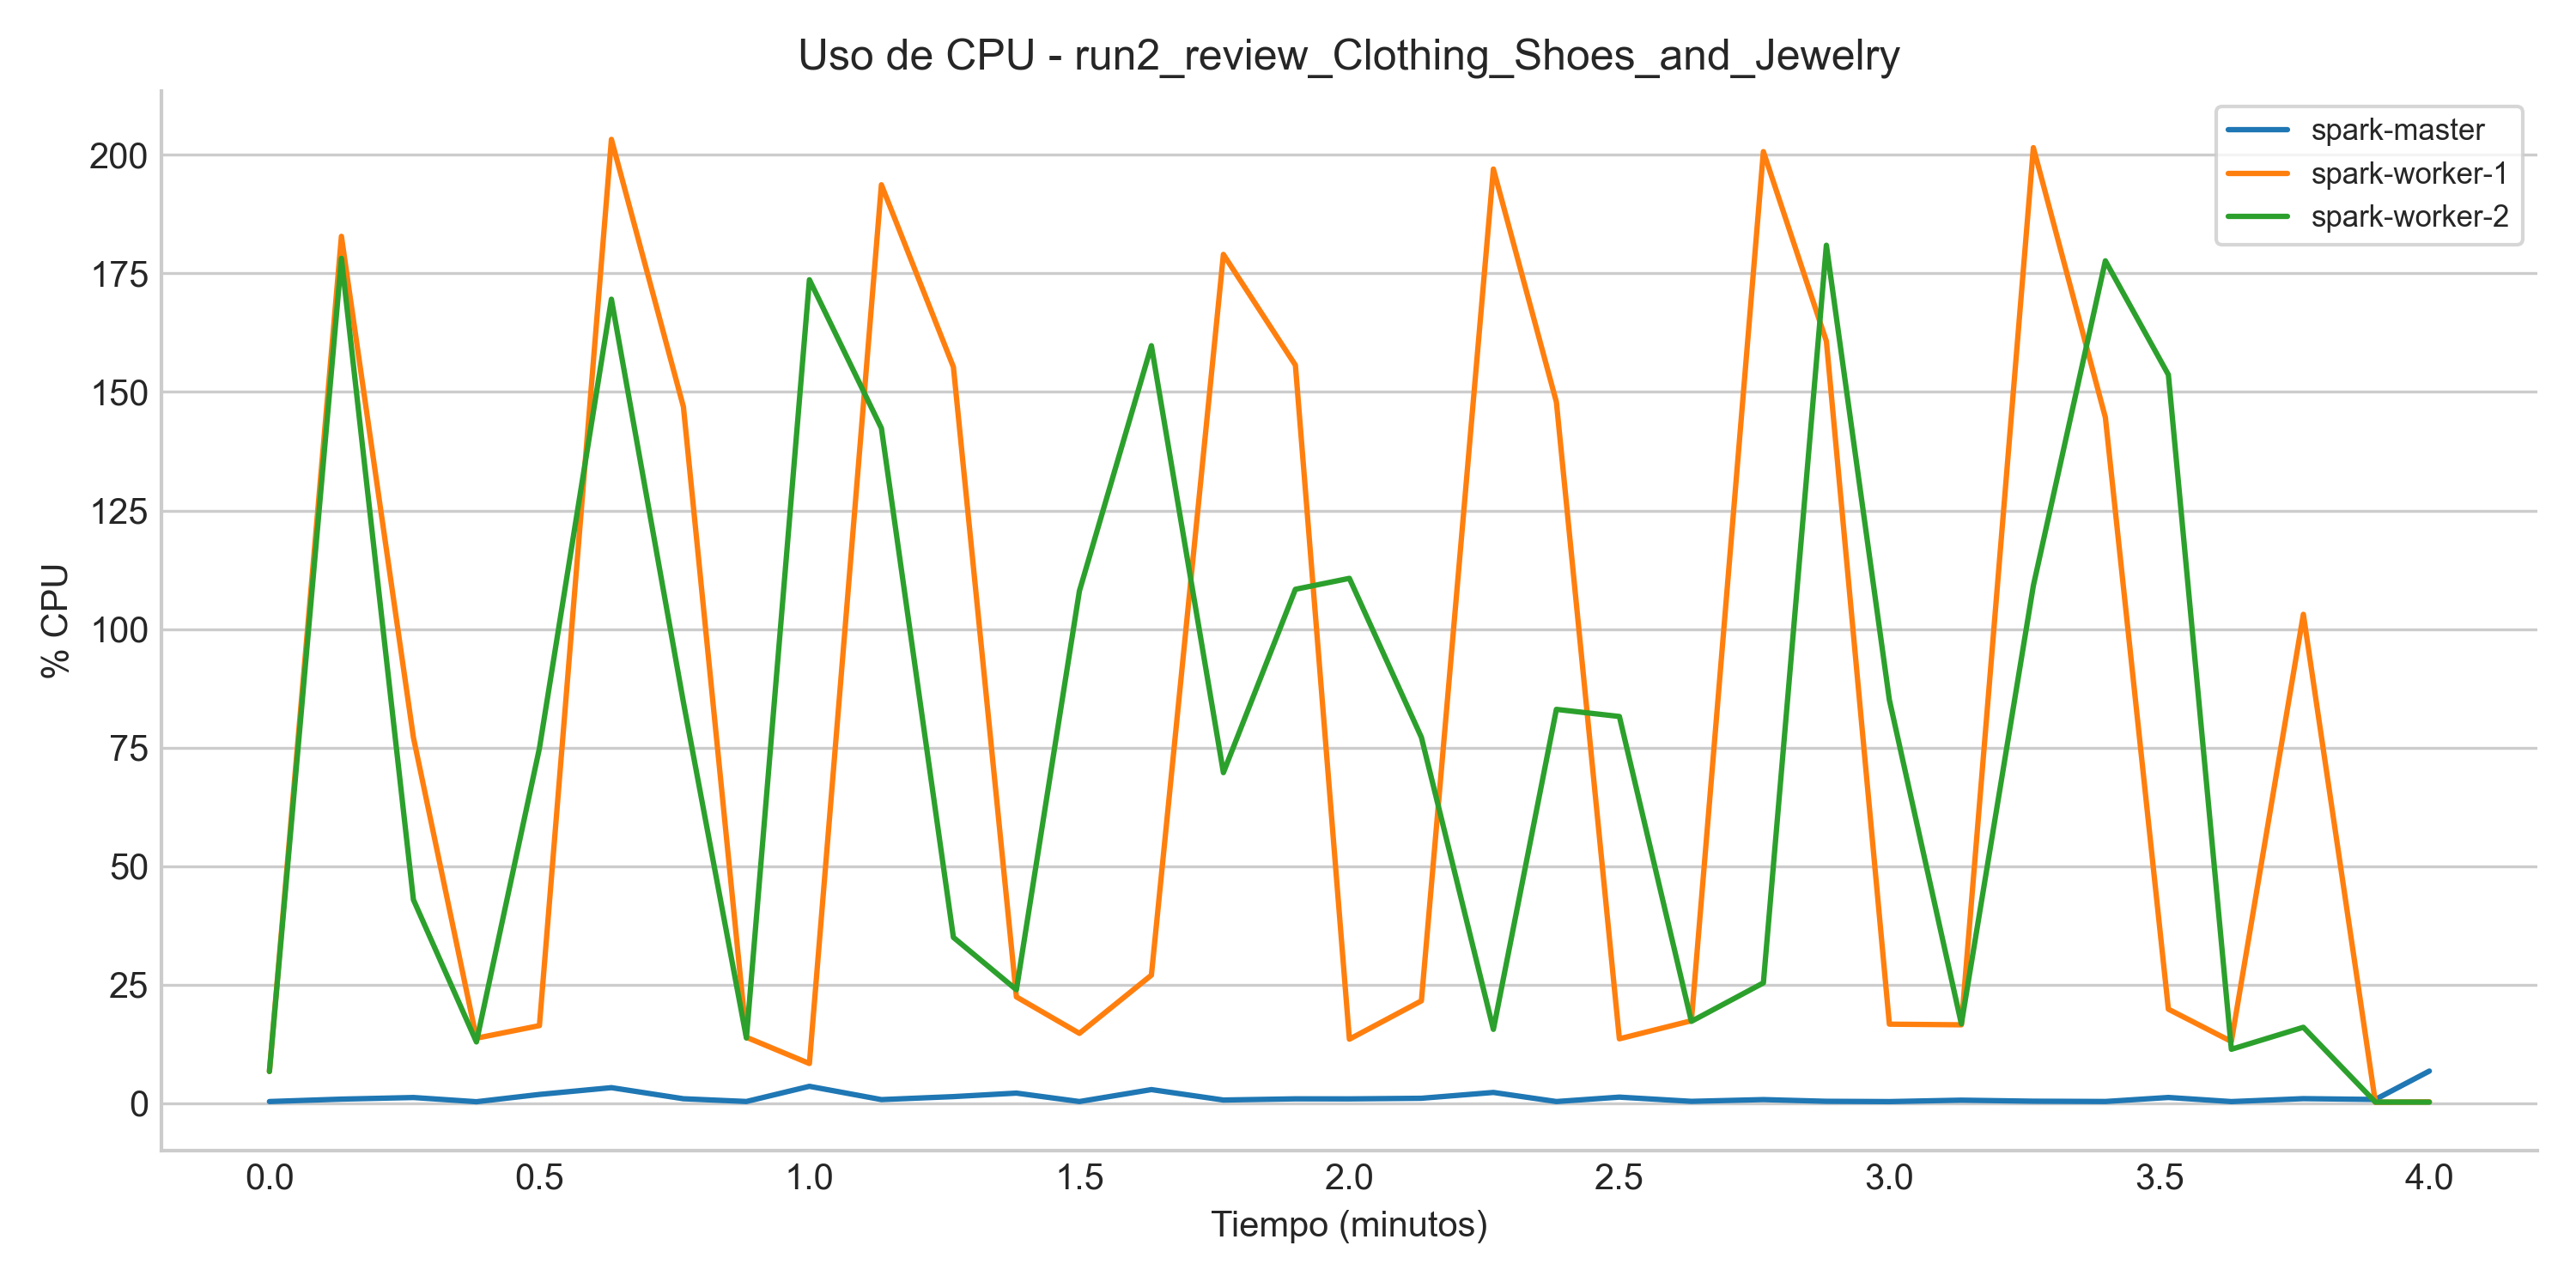 Uso de CPU - run2_review_Clothing_Shoes_and_Jewelry
spark-master
spark-worker-1
spark-worker-2
% CPU
200
175
150
125
100
75
50
25
0
0.0 0.5 1.0 1.5 2.0 2.5 3.0 3.5 4.0
Tiempo (minutos)